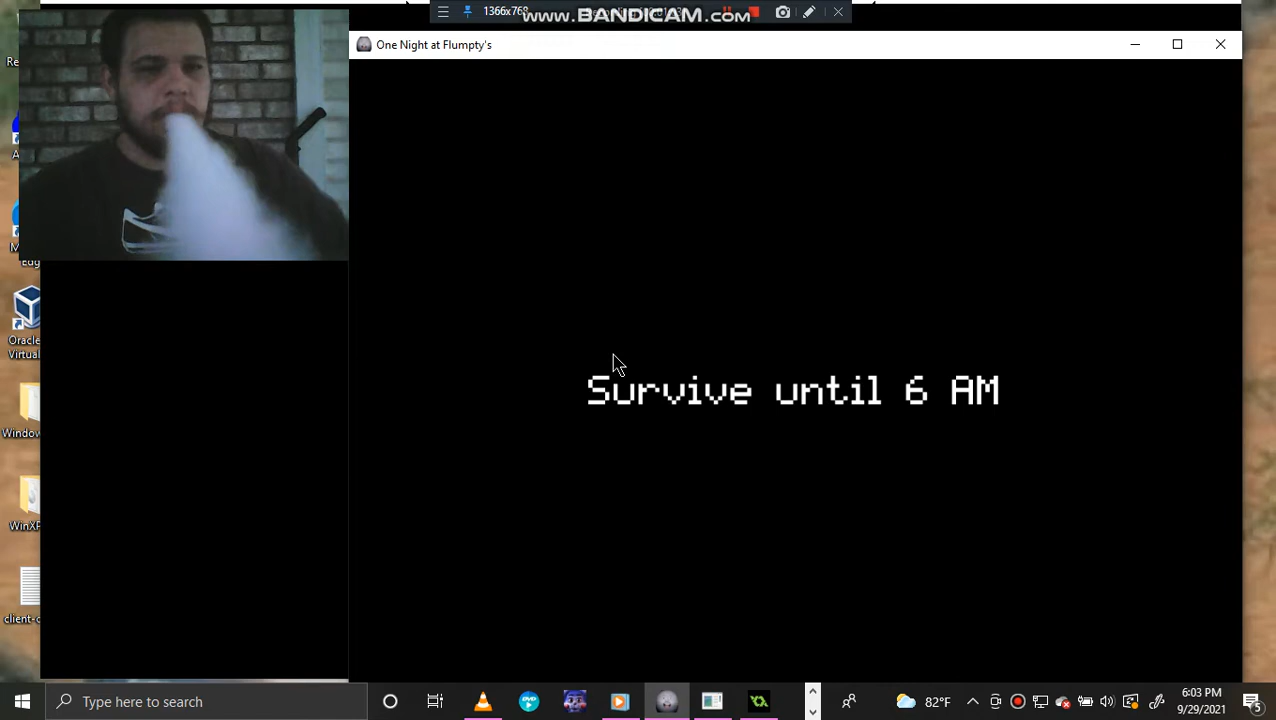 1366x768
www.BANDICAM.com
One Night at Flumpty's
Survive until 6 AM
Oracle
Virtual
Window
WinXP
client-c
Type here to search
82°F
6:03 PM
9/29/2021
5